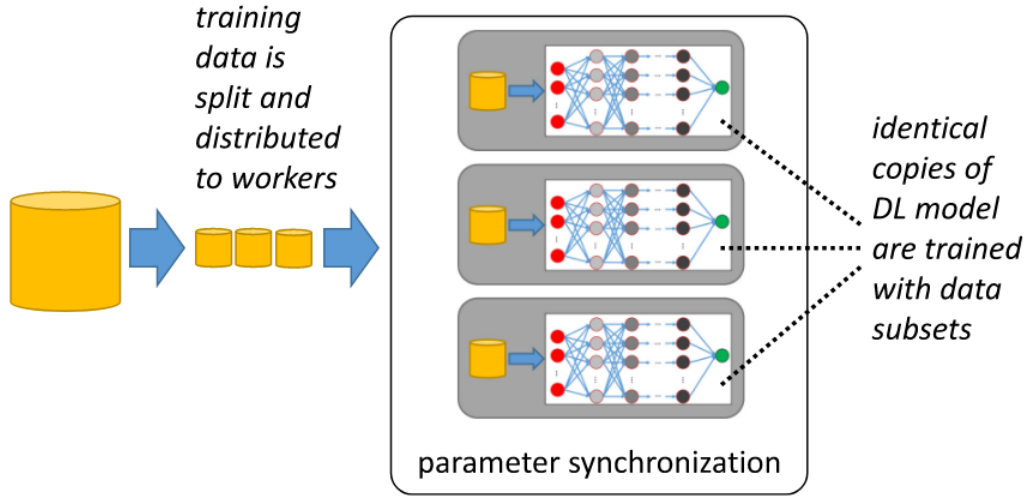 training
data is
split and
distributed
to workers
identical
copies of
DL model
are trained
with data
subsets
parameter synchronization